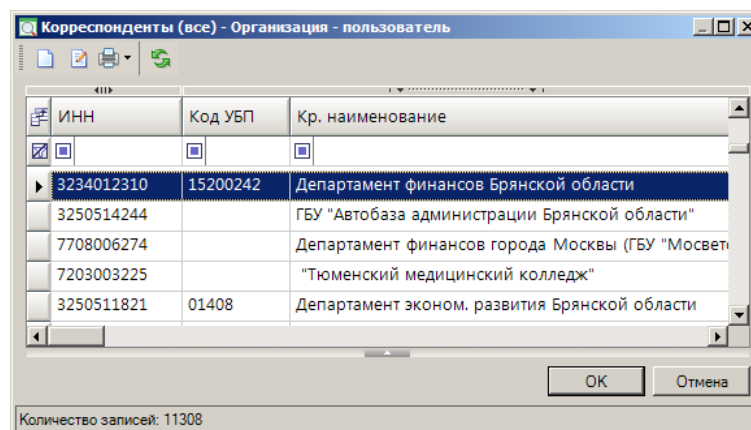 Корреспонденты (все) - Организация - пользователь
ИНН Код УБП Кр. наименование
3234012310 15200242 Департамент финансов Брянской области
3250514244 ГБУ "Автобаза администрации Брянской области"
7708006274 Департамент финансов города Москвы (ГБУ "Мосвет
7203003225 "Тюменский медицинский колледж"
3250511821 01408 Департамент эконом. развития Брянской области
OK Отмена
Количество записей: 11308